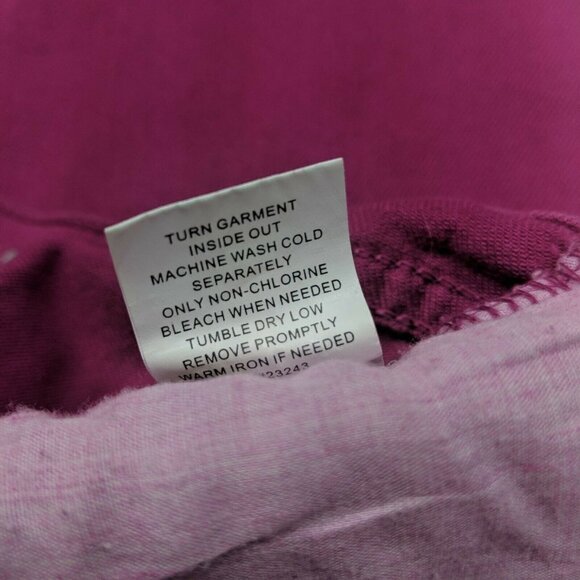 TURN GARMENT
INSIDE OUT
MACHINE WASH COLD
SEPARATELY
ONLY NON-CHLORINE
BLEACH WHEN NEEDED
TUMBLE DRY LOW
REMOVE PROMPTLY
WARM IRON IF NEEDED